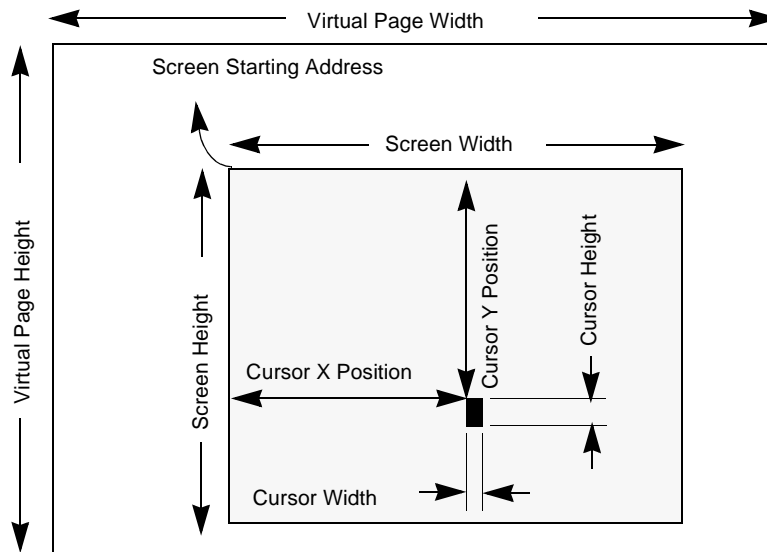 Virtual Page Width
Screen Starting Address
Screen Width
Virtual Page Height
Screen Height
Cursor Y Position
Cursor Height
Cursor X Position
Cursor Width